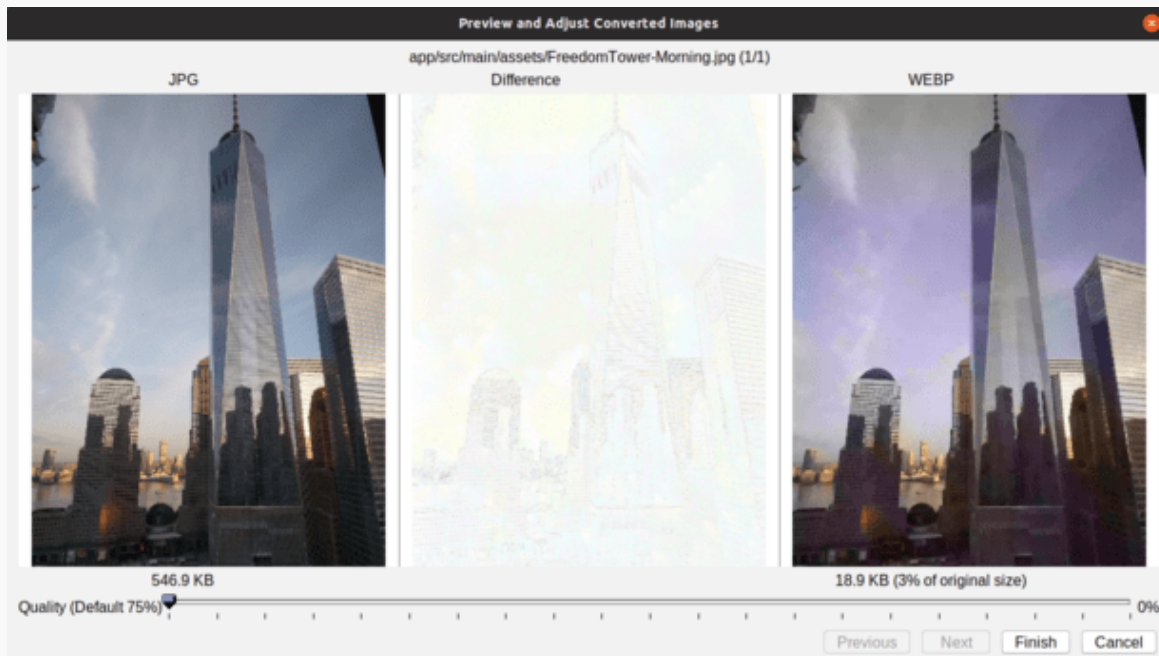 Preview and Adjust Converted Images
app/src/main/assets/FreedomTower-Morning.jpg (1/1)
JPG Difference WEBP
546.9 KB 18.9 KB (3% of original size)
Quality (Default 75%) 0%
Previous Next Finish Cancel